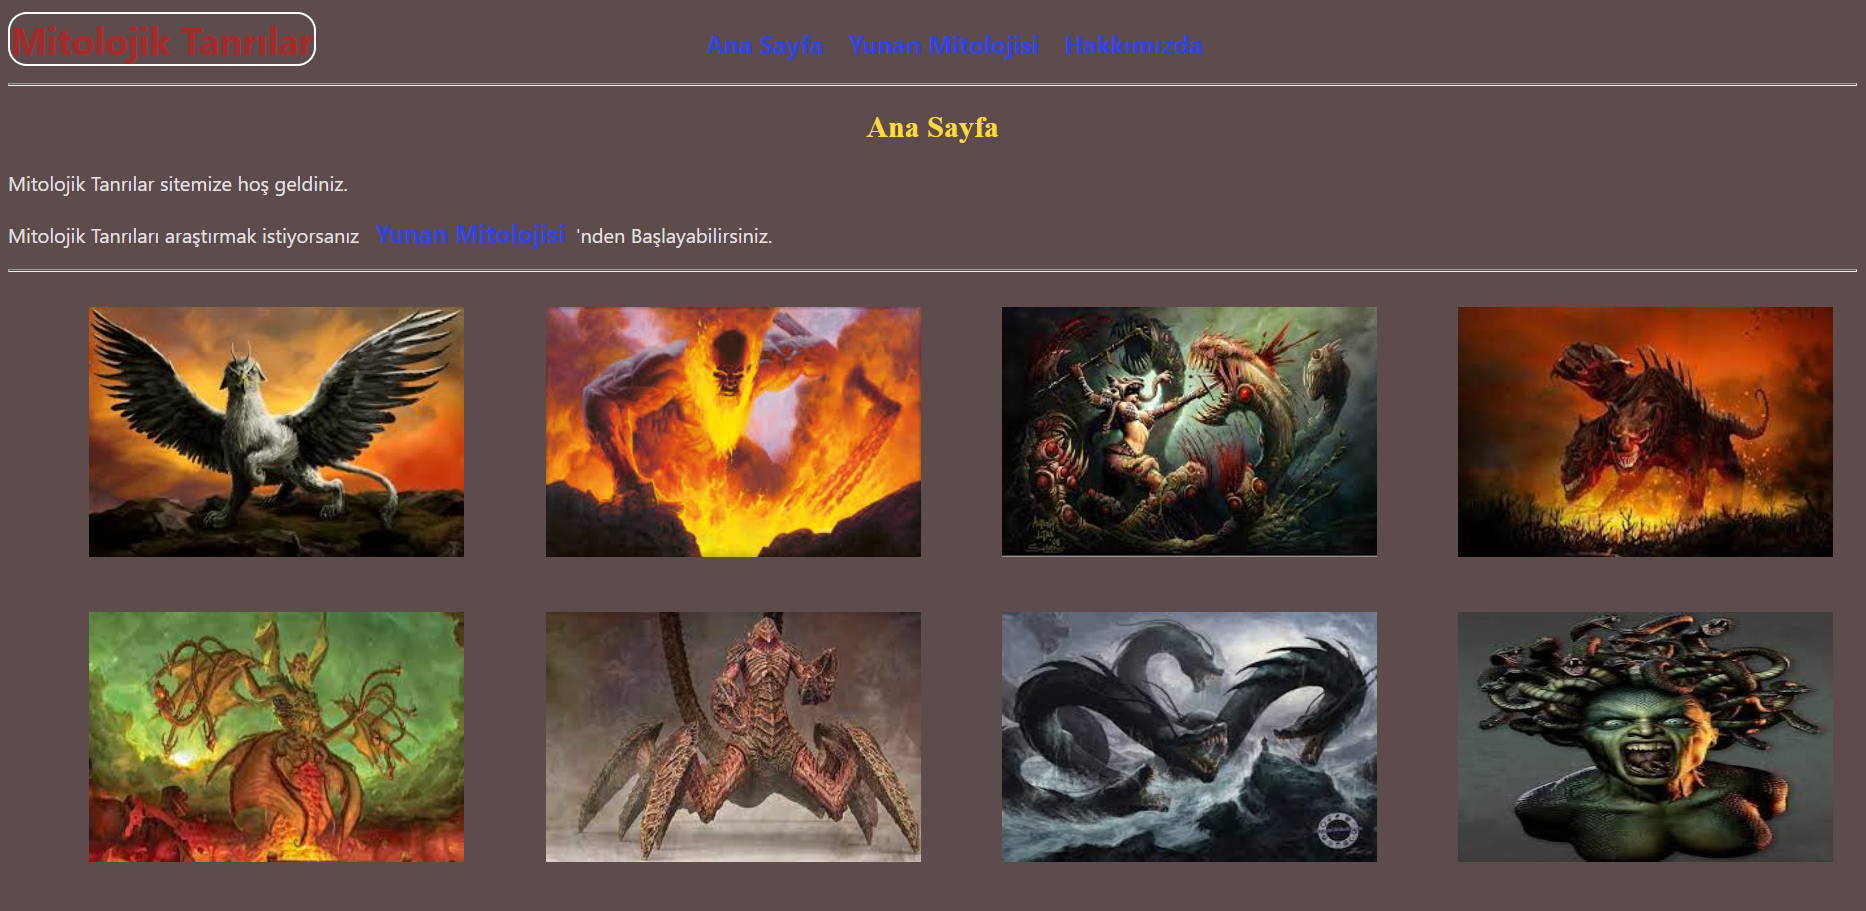 Mitolojik Tanrılar
Ana Sayfa Yunan Mitolojisi Hakkımızda
Ana Sayfa
Mitolojik Tanrılar sitemize hoş geldiniz.
Mitolojik Tanrıları araştırmak istiyorsanız Yunan Mitolojisi 'nden Başlayabilirsiniz.